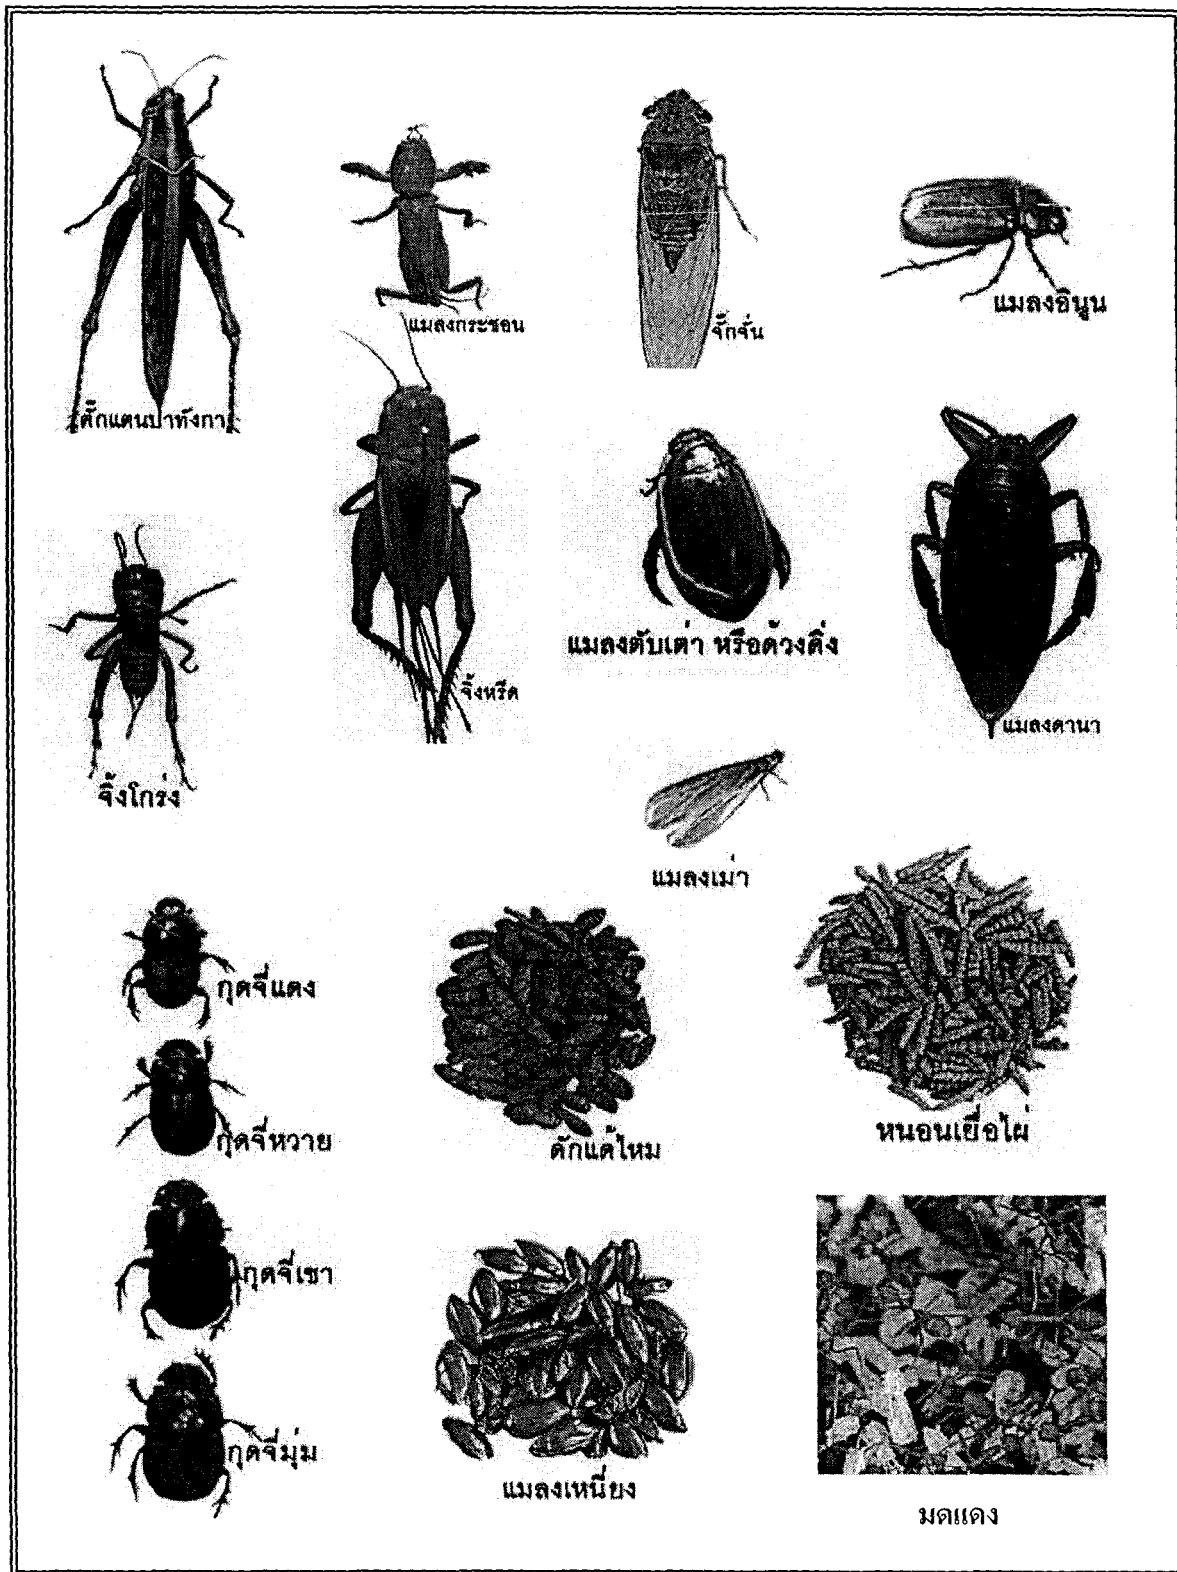 แมลงกระชอน
จั๊กจั่น
แมลงอินูน
ตั๊กแตนปาทังกา
จิ้งหรีด
แมลงตับเต่า หรือด้วงดิ่ง
แมลงดานา
จิ้งโกร่ง
แมลงเม่า
กุดจี่แดง
กุดจี่หวาย
ดักแด้ไหม
หนอนเยื่อไผ่
กุดจี่เขา
กุดจี่มุ่ม
แมลงเหนี่ยง
มดแดง